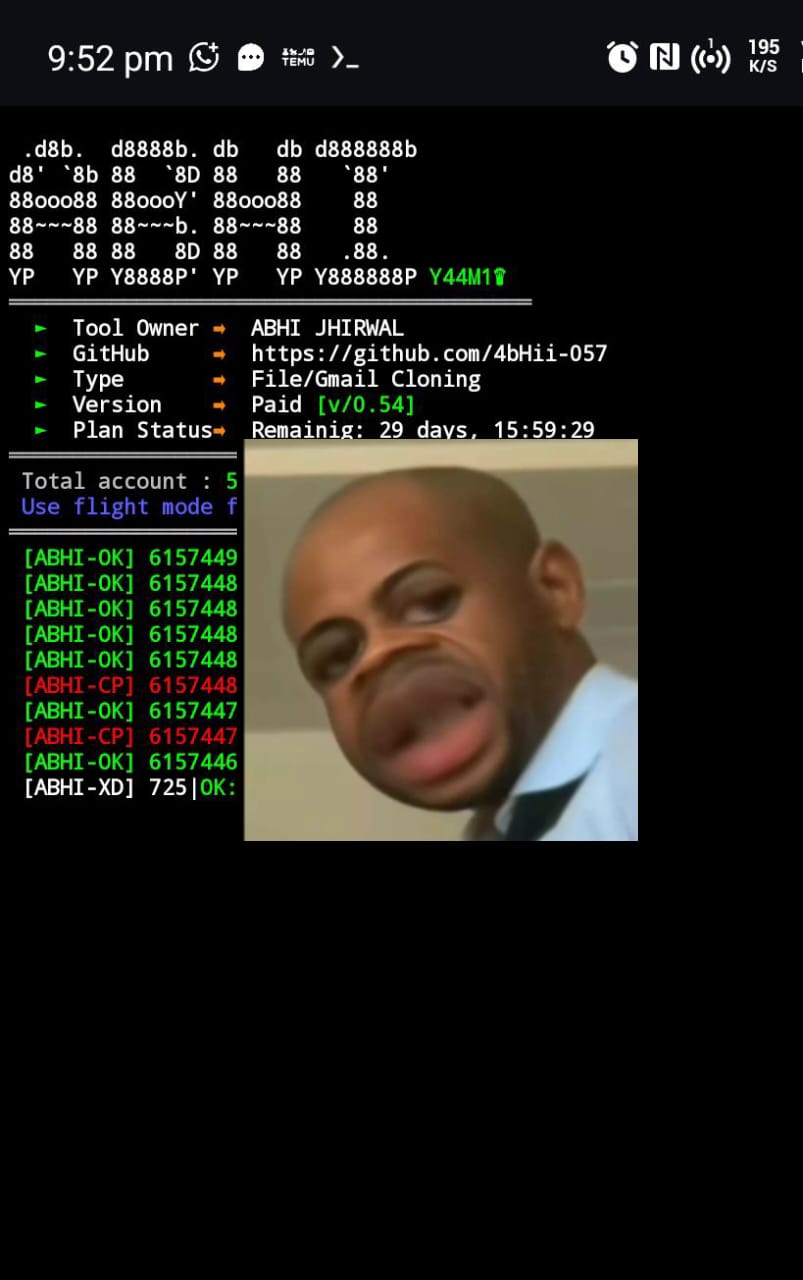 9:52 pm TEMU 1 195 K/S
.d8b. d8888b. db db d888888b
d8' `8b 88 `8D 88 88 `88'
88ooo88 88oooY' 88ooo88 88
88~~~88 88~~~b. 88~~~88 88
88 88 88 8D 88 88 .88.
YP YP Y8888P' YP YP Y888888P Y44M1♛
► Tool Owner ➡ ABHI JHIRWAL
► GitHub ➡ https://github.com/4bHii-057
► Type ➡ File/Gmail Cloning
► Version ➡ Paid [v/0.54]
► Plan Status➡ Remainig: 29 days, 15:59:29
Total account : 5
Use flight mode f
[ABHI-OK] 6157449
[ABHI-OK] 6157448
[ABHI-OK] 6157448
[ABHI-OK] 6157448
[ABHI-OK] 6157448
[ABHI-CP] 6157448
[ABHI-OK] 6157447
[ABHI-CP] 6157447
[ABHI-OK] 6157446
[ABHI-XD] 725|OK: